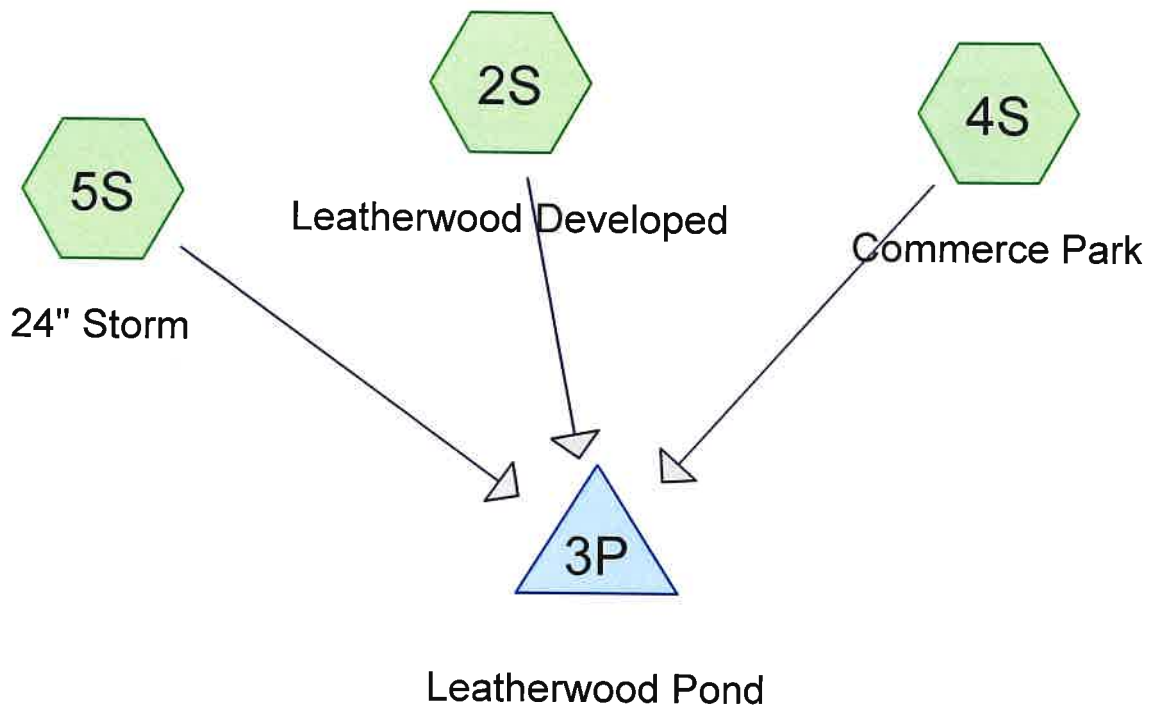 2S
4S
5S
Leatherwood Developed
Commerce Park
24" Storm
3P
Leatherwood Pond